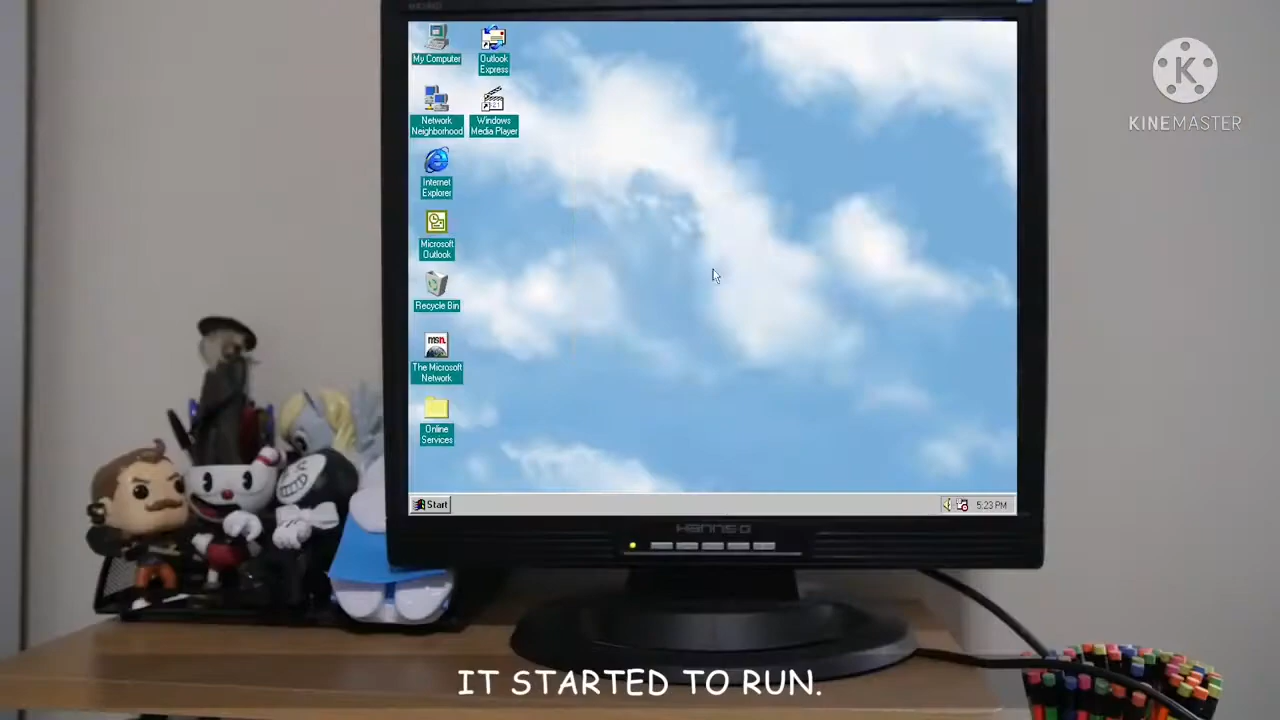 My Computer
Outlook
Express
Network
Neighborhood
Windows
Media Player
Internet
Explorer
Microsoft
Outlook
Recycle Bin
msn
The Microsoft
Network
Online
Services
Start
5:23 PM
HANNS-G
K
KINEMASTER
IT STARTED TO RUN.